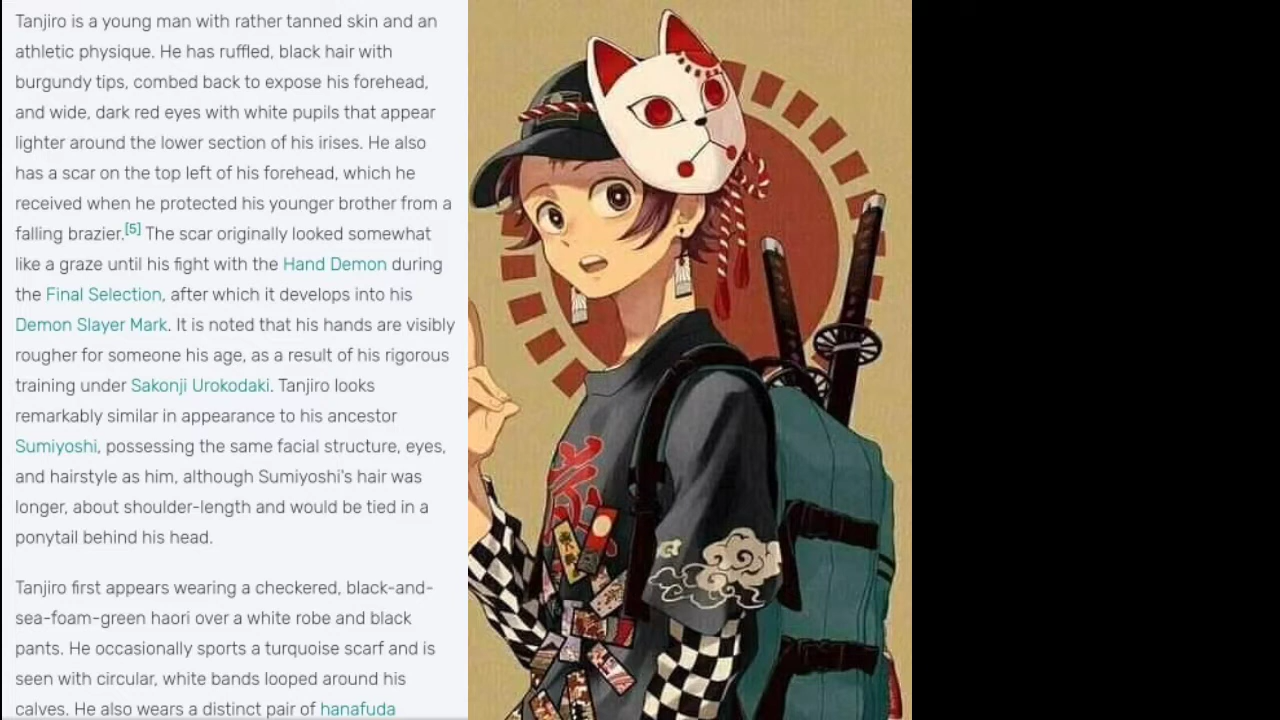 Tanjiro is a young man with rather tanned skin and an
athletic physique. He has ruffled, black hair with
burgundy tips, combed back to expose his forehead,
and wide, dark red eyes with white pupils that appear
lighter around the lower section of his irises. He also
has a scar on the top left of his forehead, which he
received when he protected his younger brother from a
falling brazier.[5] The scar originally looked somewhat
like a graze until his fight with the Hand Demon during
the Final Selection, after which it develops into his
Demon Slayer Mark. It is noted that his hands are visibly
rougher for someone his age, as a result of his rigorous
training under Sakonji Urokodaki. Tanjiro looks
remarkably similar in appearance to his ancestor
Sumiyoshi, possessing the same facial structure, eyes,
and hairstyle as him, although Sumiyoshi's hair was
longer, about shoulder-length and would be tied in a
ponytail behind his head.
Tanjiro first appears wearing a checkered, black-and-
sea-foam-green haori over a white robe and black
pants. He occasionally sports a turquoise scarf and is
seen with circular, white bands looped around his
calves. He also wears a distinct pair of hanafuda